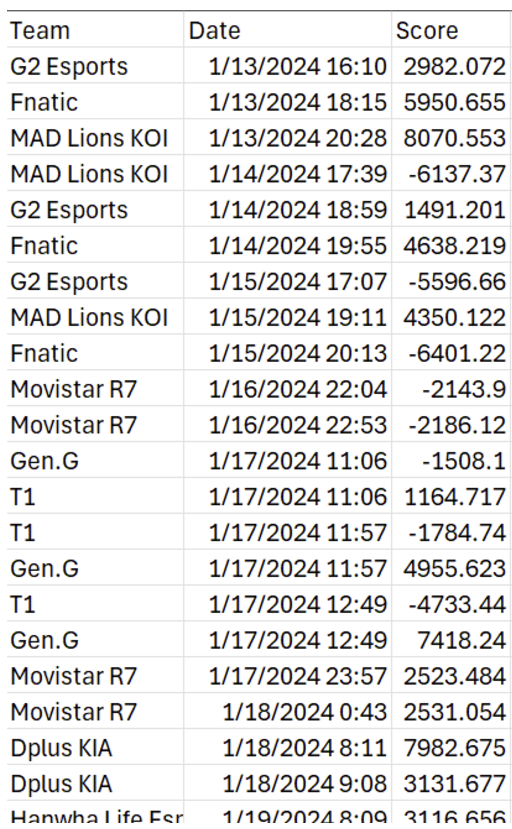 Team Date Score
G2 Esports 1/13/2024 16:10 2982.072
Fnatic 1/13/2024 18:15 5950.655
MAD Lions KOI 1/13/2024 20:28 8070.553
MAD Lions KOI 1/14/2024 17:39 -6137.37
G2 Esports 1/14/2024 18:59 1491.201
Fnatic 1/14/2024 19:55 4638.219
G2 Esports 1/15/2024 17:07 -5596.66
MAD Lions KOI 1/15/2024 19:11 4350.122
Fnatic 1/15/2024 20:13 -6401.22
Movistar R7 1/16/2024 22:04 -2143.9
Movistar R7 1/16/2024 22:53 -2186.12
Gen.G 1/17/2024 11:06 -1508.1
T1 1/17/2024 11:06 1164.717
T1 1/17/2024 11:57 -1784.74
Gen.G 1/17/2024 11:57 4955.623
T1 1/17/2024 12:49 -4733.44
Gen.G 1/17/2024 12:49 7418.24
Movistar R7 1/17/2024 23:57 2523.484
Movistar R7 1/18/2024 0:43 2531.054
Dplus KIA 1/18/2024 8:11 7982.675
Dplus KIA 1/18/2024 9:08 3131.677
Hanwha Life 1/19/2024 8:09 3116.656